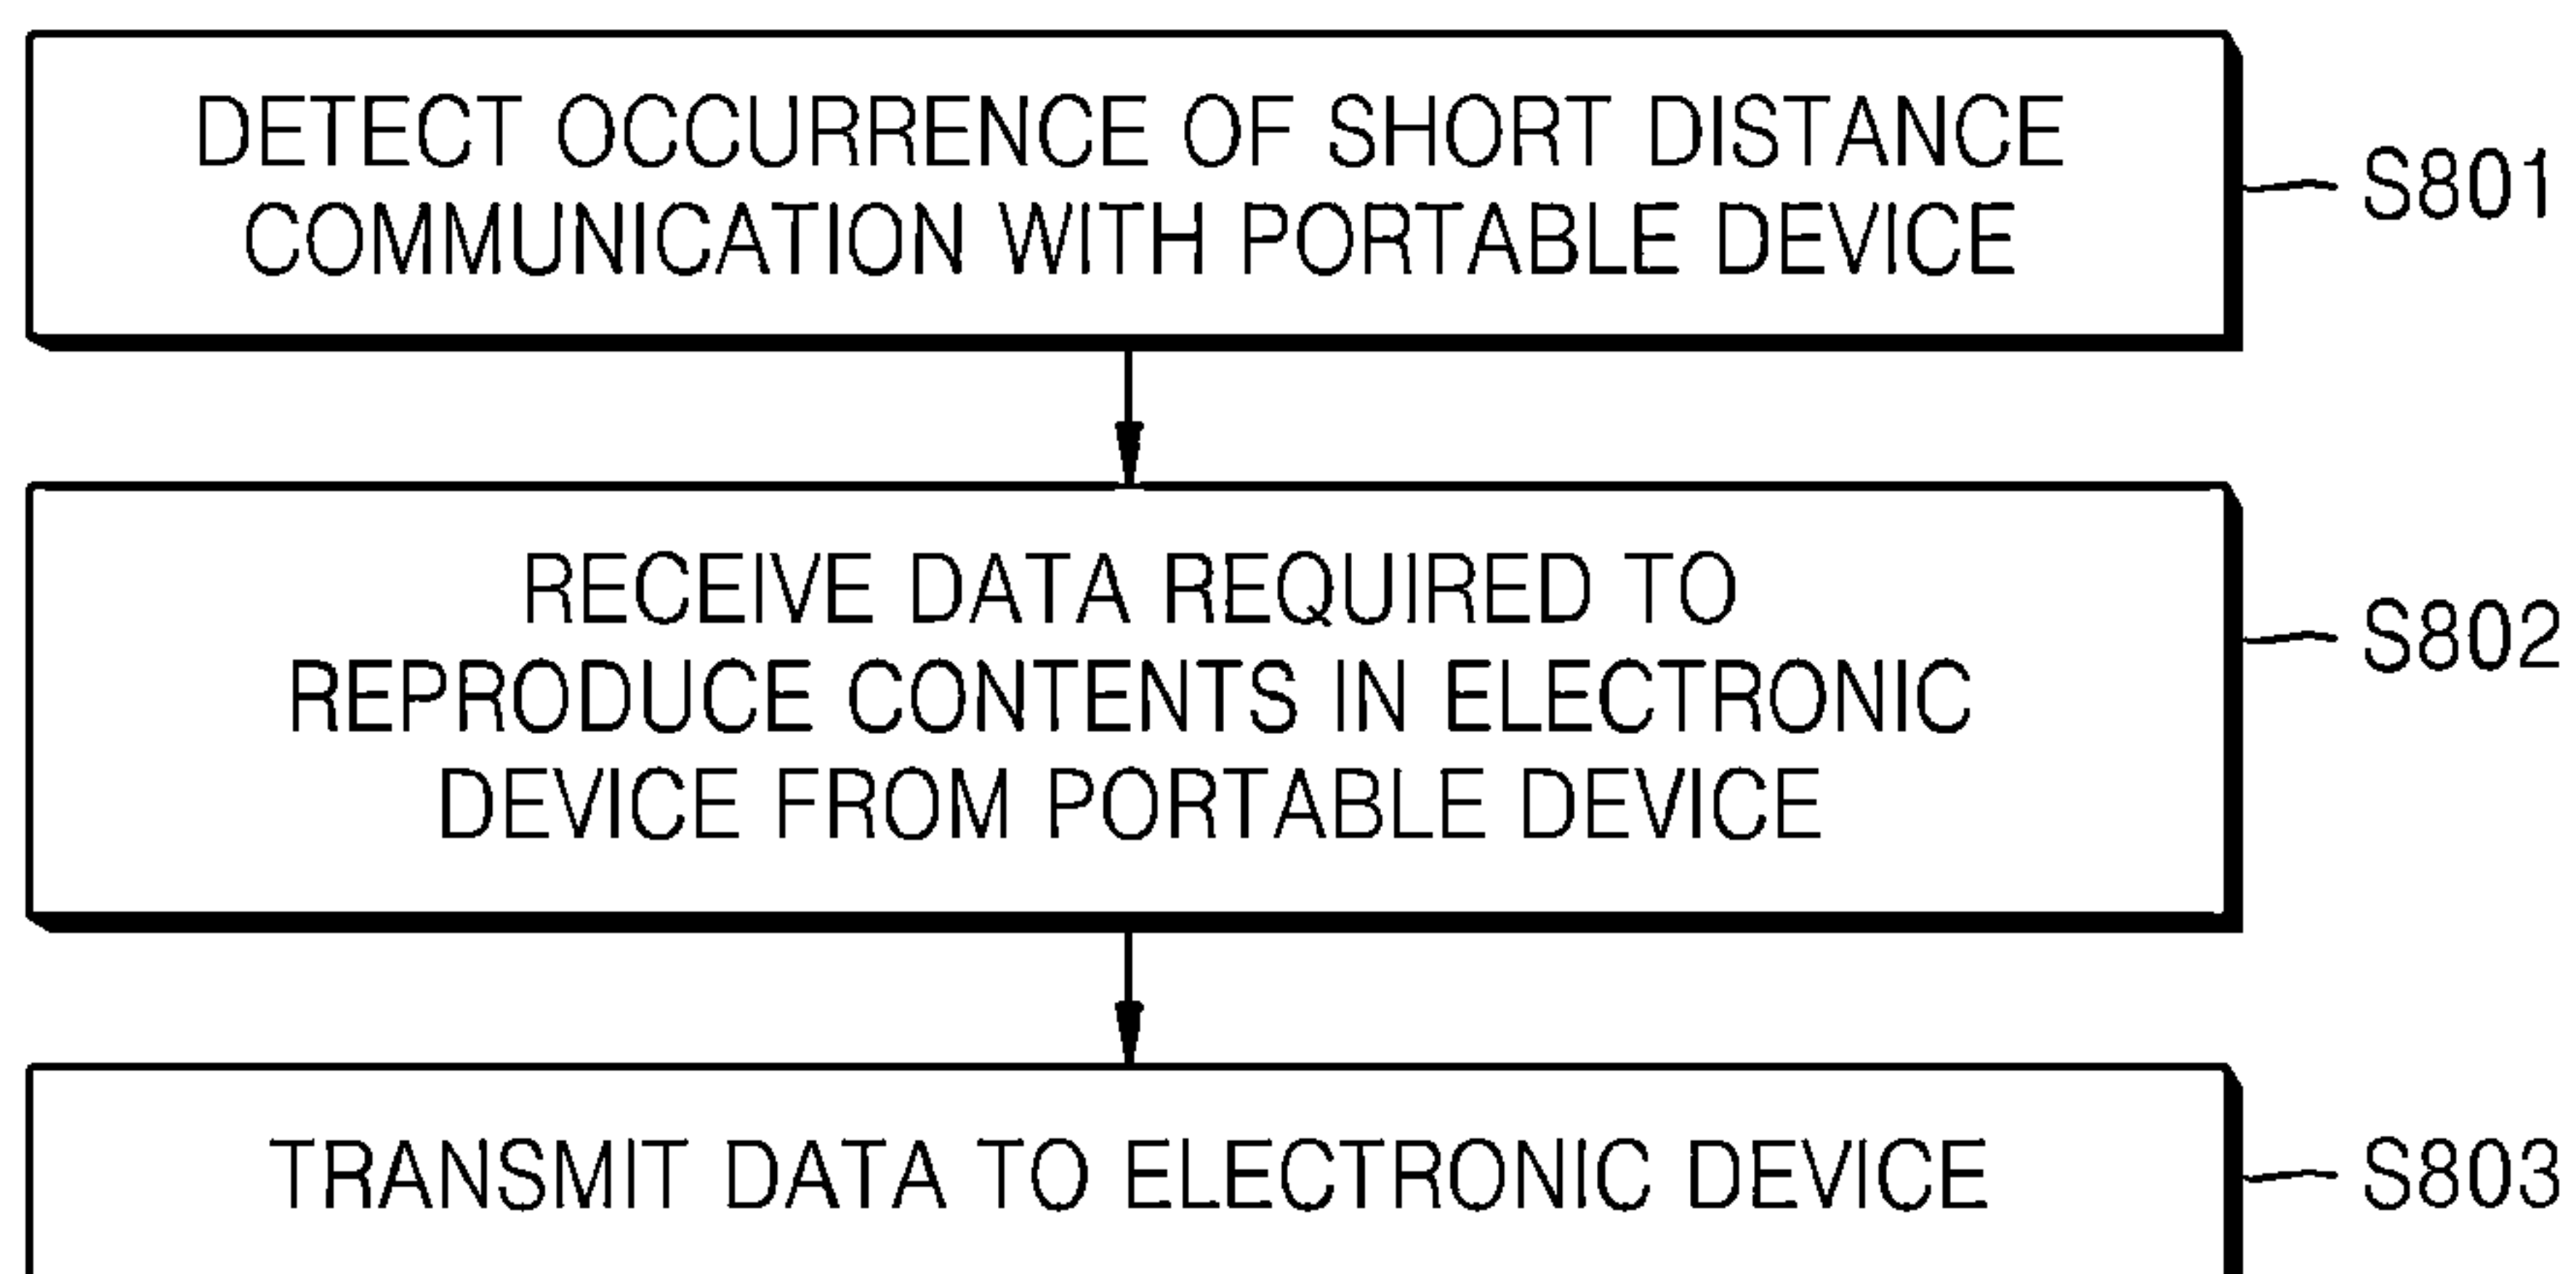 DETECT OCCURRENCE OF SHORT DISTANCE
COMMUNICATION WITH PORTABLE DEVICE
S801
RECEIVE DATA REQUIRED TO
REPRODUCE CONTENTS IN ELECTRONIC
DEVICE FROM PORTABLE DEVICE
S802
TRANSMIT DATA TO ELECTRONIC DEVICE
S803